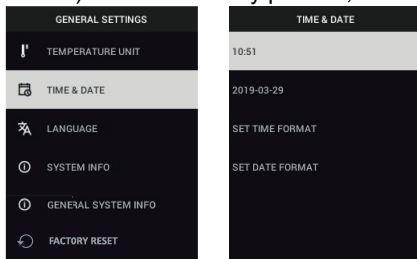 GENERAL SETTINGS
TEMPERATURE UNIT
TIME & DATE
LANGUAGE
SYSTEM INFO
GENERAL SYSTEM INFO
FACTORY RESET
TIME & DATE
10:51
2019-03-29
SET TIME FORMAT
SET DATE FORMAT